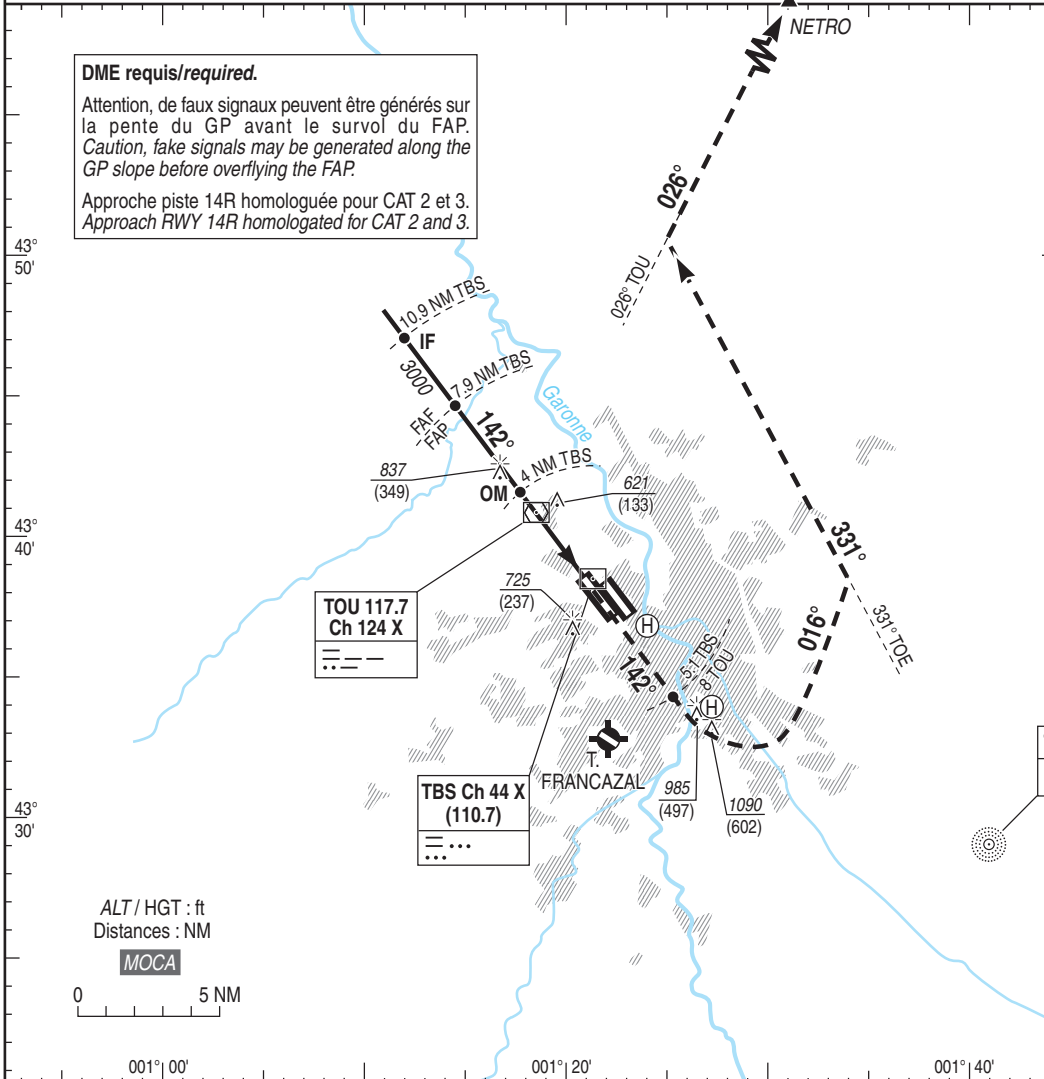 NETRO
DME requis/required.
Attention, de faux signaux peuvent être générés sur
la pente du GP avant le survol du FAP.
Caution, fake signals may be generated along the
GP slope before overflying the FAP.
Approche piste 14R homologuée pour CAT 2 et 3.
Approach RWY 14R homologated for CAT 2 and 3.
026°
43°
50'
026° TOU
10.9 NM TBS
IF
3000
7.9 NM TBS
FAF
FAP
142°
Garonne
837
(349)
4 NM TBS
OM
621
(133)
43°
40'
331°
TOU 117.7
Ch 124 X
725
(237)
H
016°
331° TOE
142°
5.1 TBS
8 TOU
H
T.
FRANCAZAL
TBS Ch 44 X
(110.7)
985
(497)
1090
(602)
43°
30'
ALT / HGT : ft
Distances : NM
MOCA
0 5 NM
001° 00'
001° 20'
001° 40'